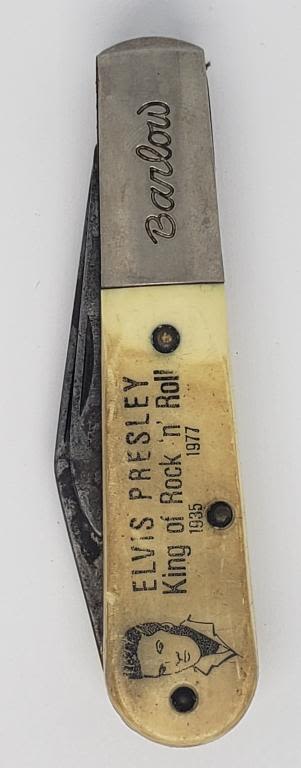 Barlow
ELVIS PRESLEY
King of Rock 'n' Roll
1935 1977